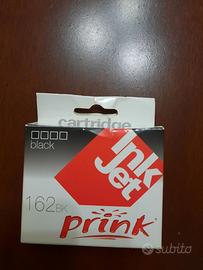 cartridge
black
Ink
Jet
162BK
prink
subito